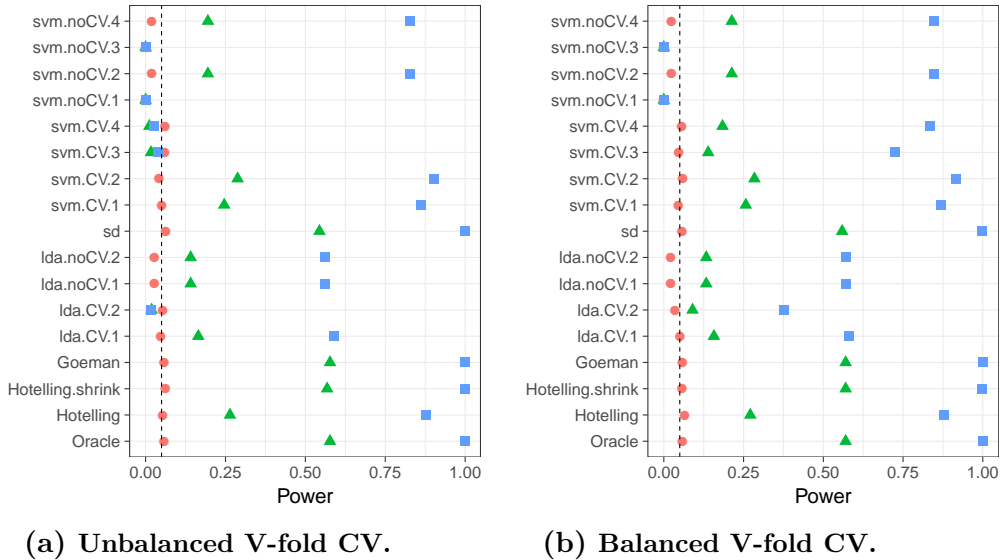 svm.noCV.4
svm.noCV.3
svm.noCV.2
svm.noCV.1
svm.CV.4
svm.CV.3
svm.CV.2
svm.CV.1
sd
lda.noCV.2
lda.noCV.1
lda.CV.2
lda.CV.1
Goeman
Hotelling.shrink
Hotelling
Oracle
0.00 0.25 0.50 0.75 1.00
Power
(a) Unbalanced V-fold CV.
svm.noCV.4
svm.noCV.3
svm.noCV.2
svm.noCV.1
svm.CV.4
svm.CV.3
svm.CV.2
svm.CV.1
sd
lda.noCV.2
lda.noCV.1
lda.CV.2
lda.CV.1
Goeman
Hotelling.shrink
Hotelling
Oracle
0.00 0.25 0.50 0.75 1.00
Power
(b) Balanced V-fold CV.